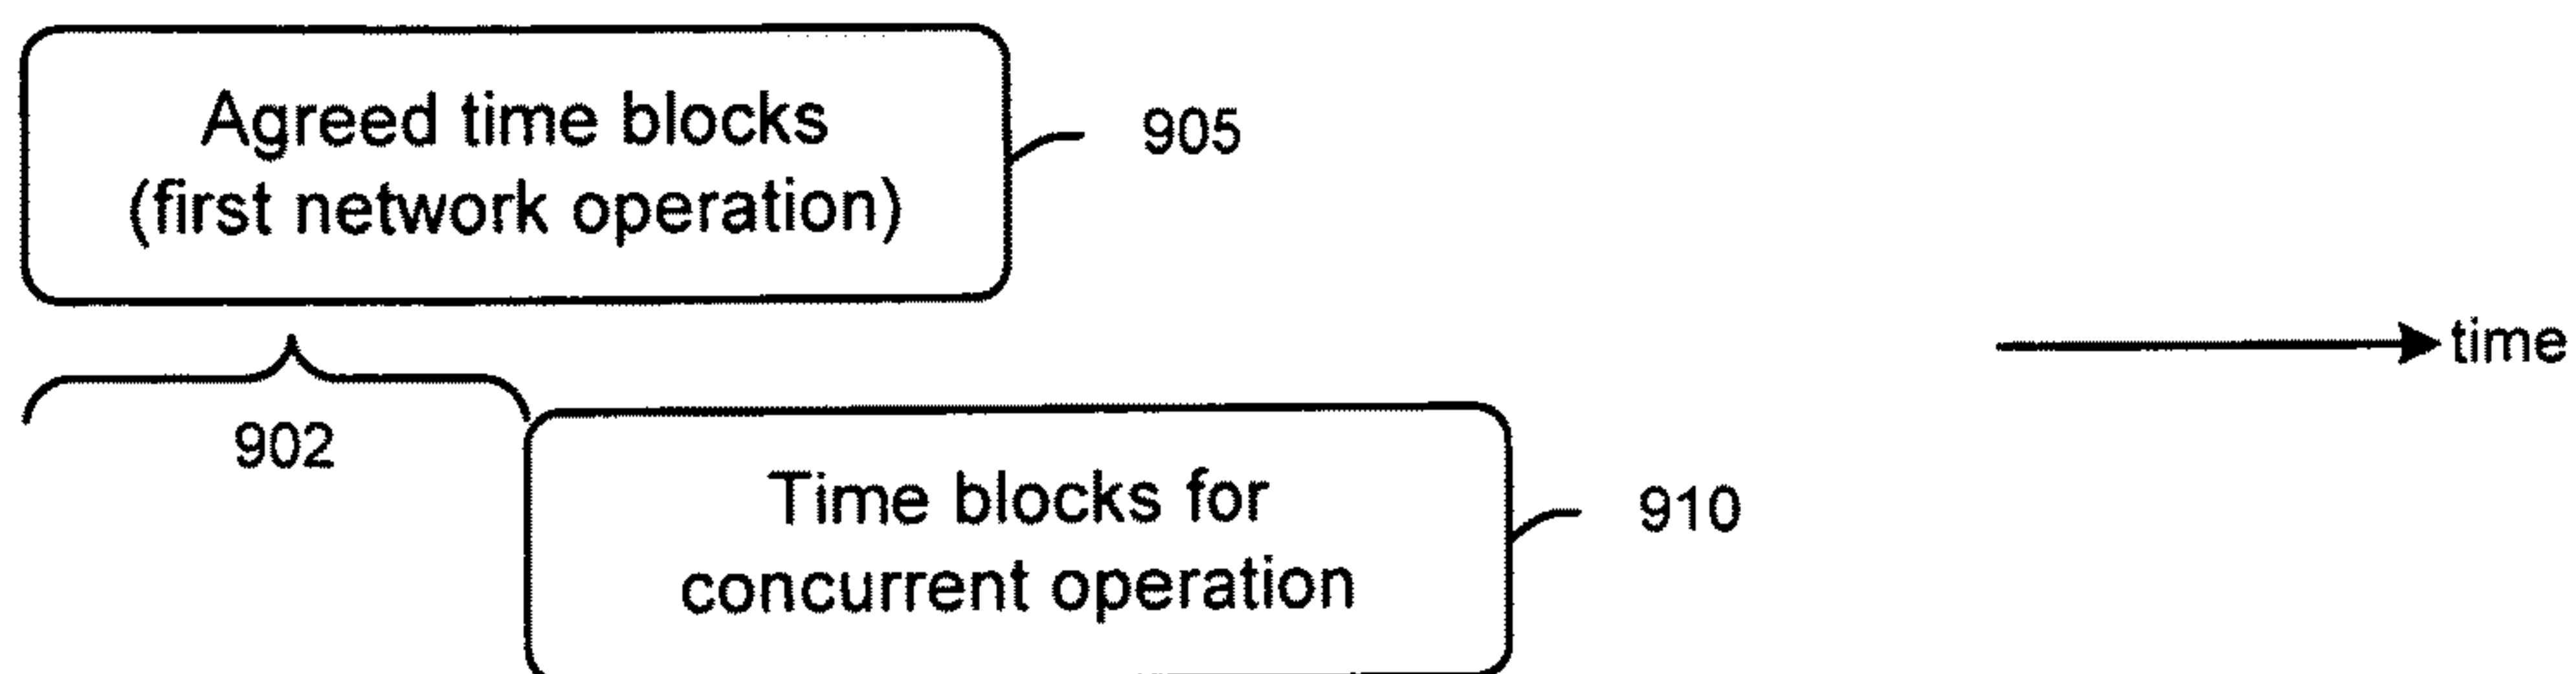 Agreed time blocks
(first network operation)
905
time
902
Time blocks for
concurrent operation
910